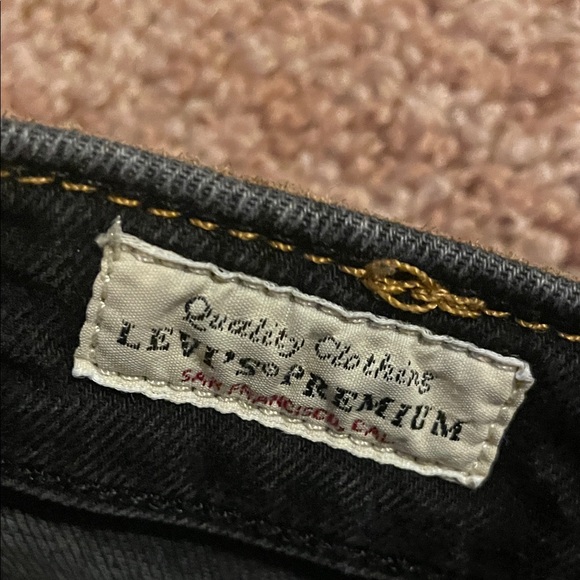 Quality Clothing
LEVI'S® PREMIUM
SAN FRANCISCO, CAL